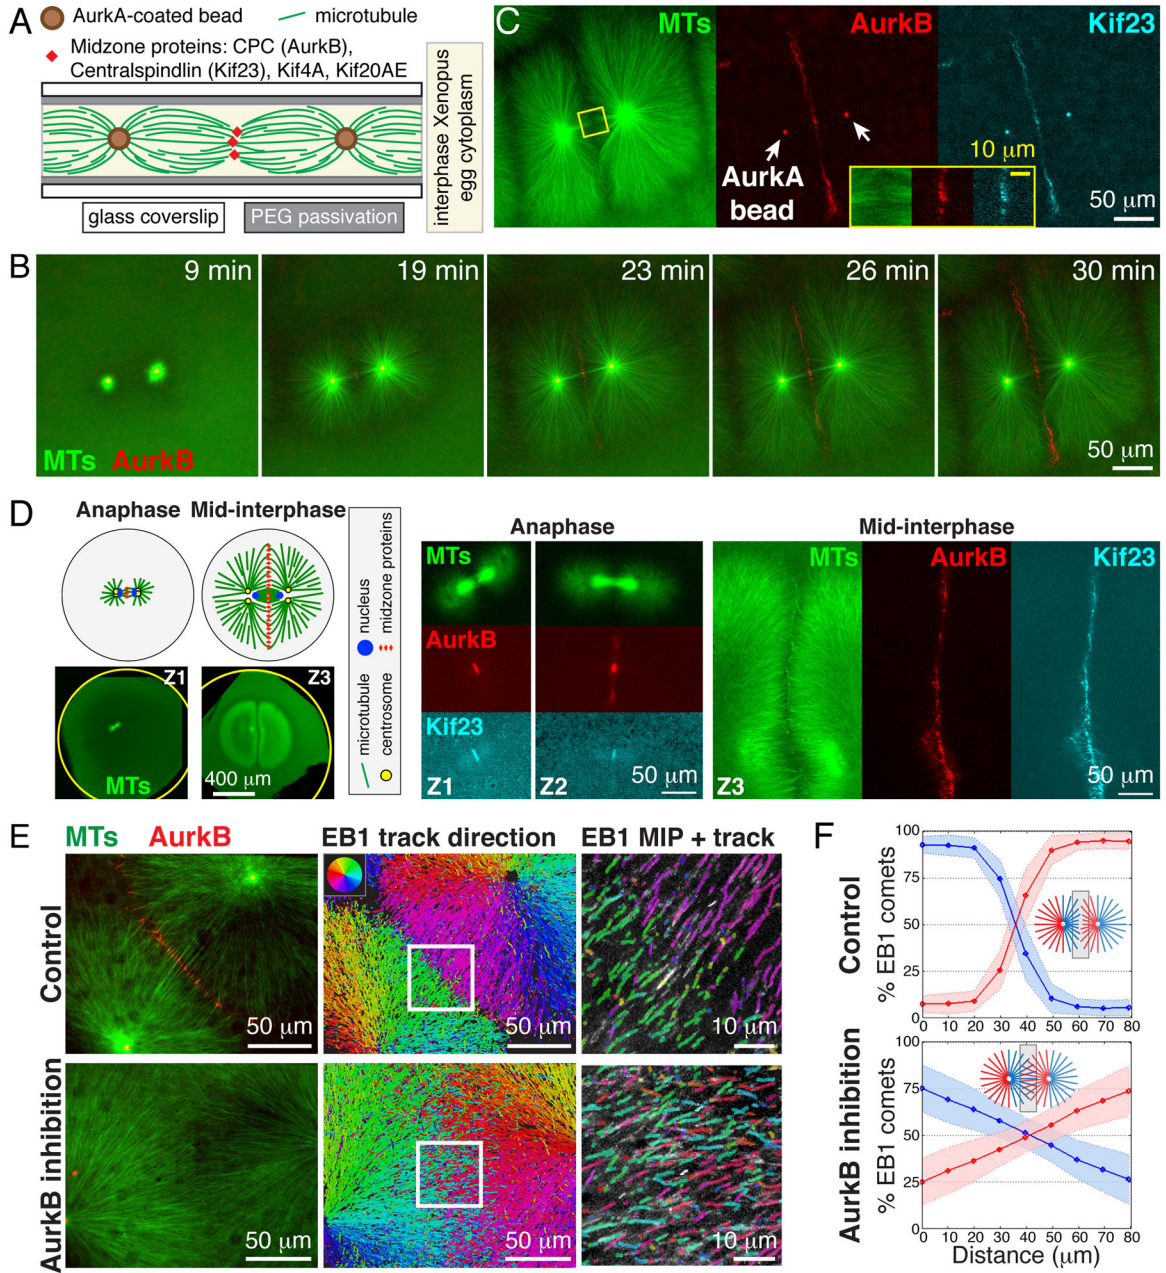 A
AurkA-coated bead
microtubule
Midzone proteins: CPC (AurkB),
Centralspindlin (Kif23), Kif4A, Kif20AE
glass coverslip
PEG passivation
interphase Xenopus
egg cytoplasm
C
MTs
AurkB
Kif23
AurkA
bead
10 μm
50 μm
B
9 min
19 min
23 min
26 min
30 min
MTs AurkB
50 μm
D
Anaphase
Mid-interphase
Z1
MTs
Z3
400 μm
microtubule
nucleus
centrosome
midzone proteins
Anaphase
MTs
AurkB
Kif23
Z1
Z2
50 μm
Mid-interphase
MTs
AurkB
Kif23
Z3
50 μm
E
MTs
AurkB
EB1 track direction
EB1 MIP + track
Control
50 μm
50 μm
10 μm
AurkB inhibition
50 μm
50 μm
10 μm
F
Control
% EB1 comets
100
75
50
25
0
0 10 20 30 40 50 60 70 80
AurkB inhibition
% EB1 comets
100
75
50
25
0
0 10 20 30 40 50 60 70 80
Distance (μm)